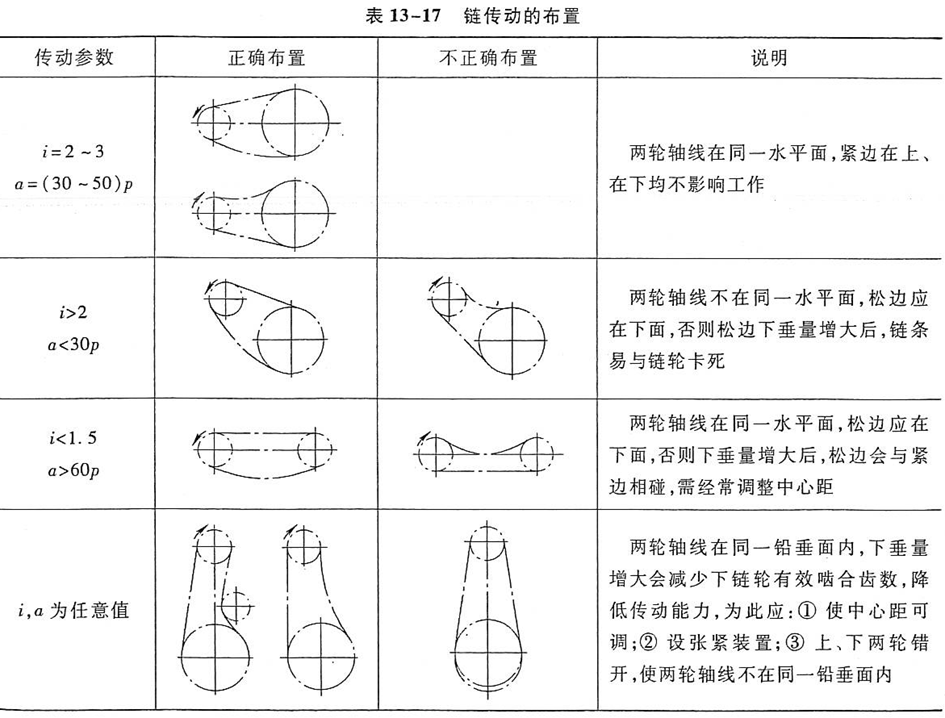 表 13-17 链传动的布置
传动参数 正确布置 不正确布置 说明
i=2~3
a=(30~50)p
两轮轴线在同一水平面,紧边在上、
在下均不影响工作
i>2
a<30p
两轮轴线不在同一水平面,松边应
在下面,否则松边下垂量增大后,链条
易与链轮卡死
i<1.5
a>60p
两轮轴线在同一水平面,松边应在
下面,否则下垂量增大后,松边会与紧
边相碰,需经常调整中心距
i,a 为任意值
两轮轴线在同一铅垂面内,下垂量
增大会减少下链轮有效啮合齿数,降
低传动能力,为此应:① 使中心距可
调;② 设张紧装置;③ 上、下两轮错
开,使两轮轴线不在同一铅垂面内